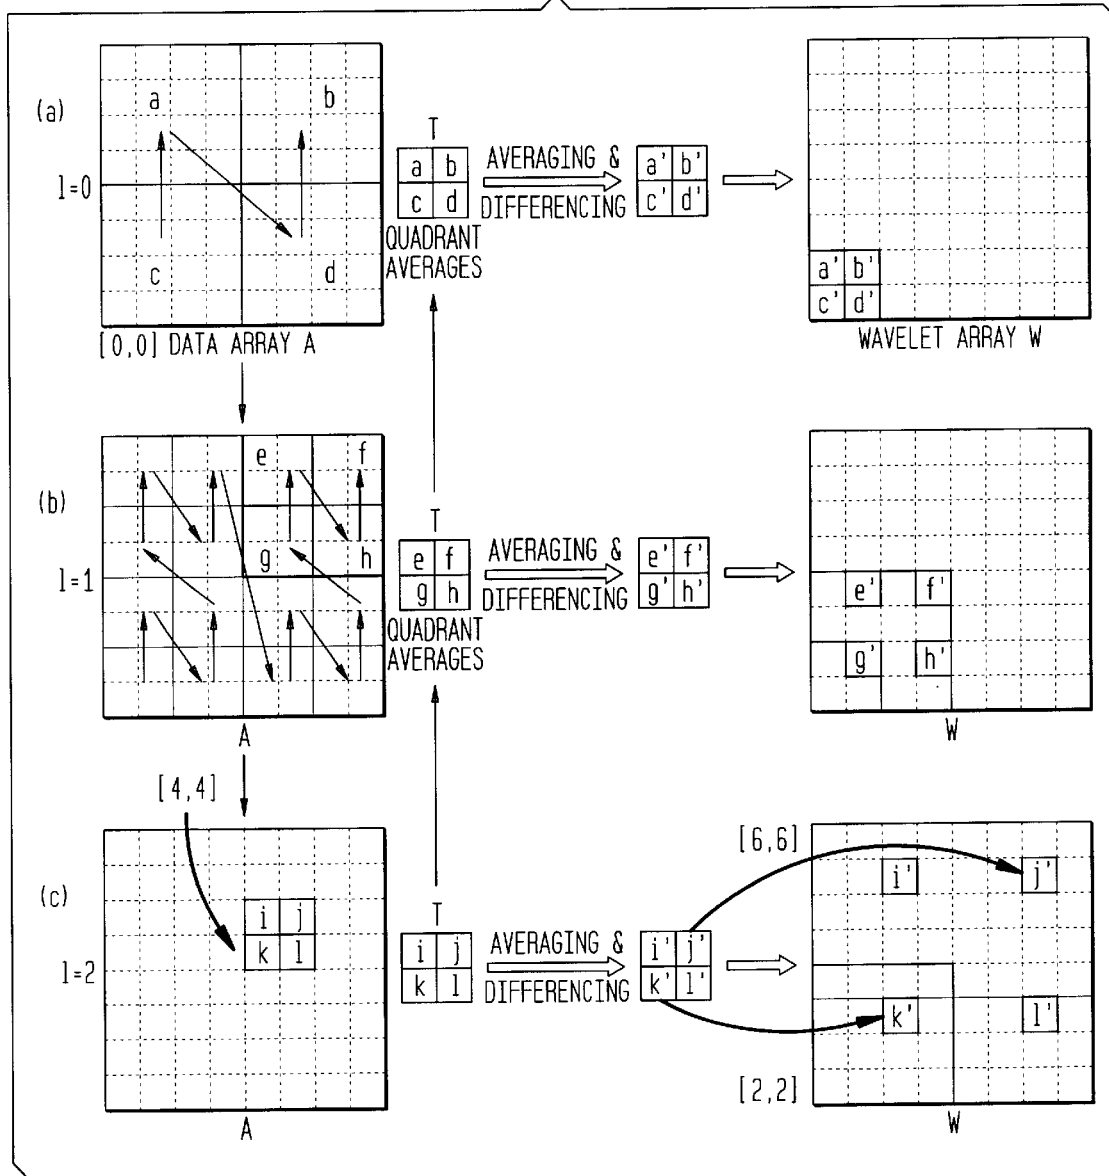 (a)
l=0
a b
c d
[0,0] DATA ARRAY A
T
a b
c d
QUADRANT
AVERAGES
AVERAGING &
DIFFERENCING
a' b'
c' d'
a' b'
c' d'
WAVELET ARRAY W
(b)
l=1
e f
g h
A
T
e f
g h
QUADRANT
AVERAGES
AVERAGING &
DIFFERENCING
e' f'
g' h'
e' f'
g' h'
W
[4,4]
(c)
l=2
i j
k l
A
T
i j
k l
AVERAGING &
DIFFERENCING
i' j'
k' l'
[6,6]
i' j'
k' l'
[2,2]
W